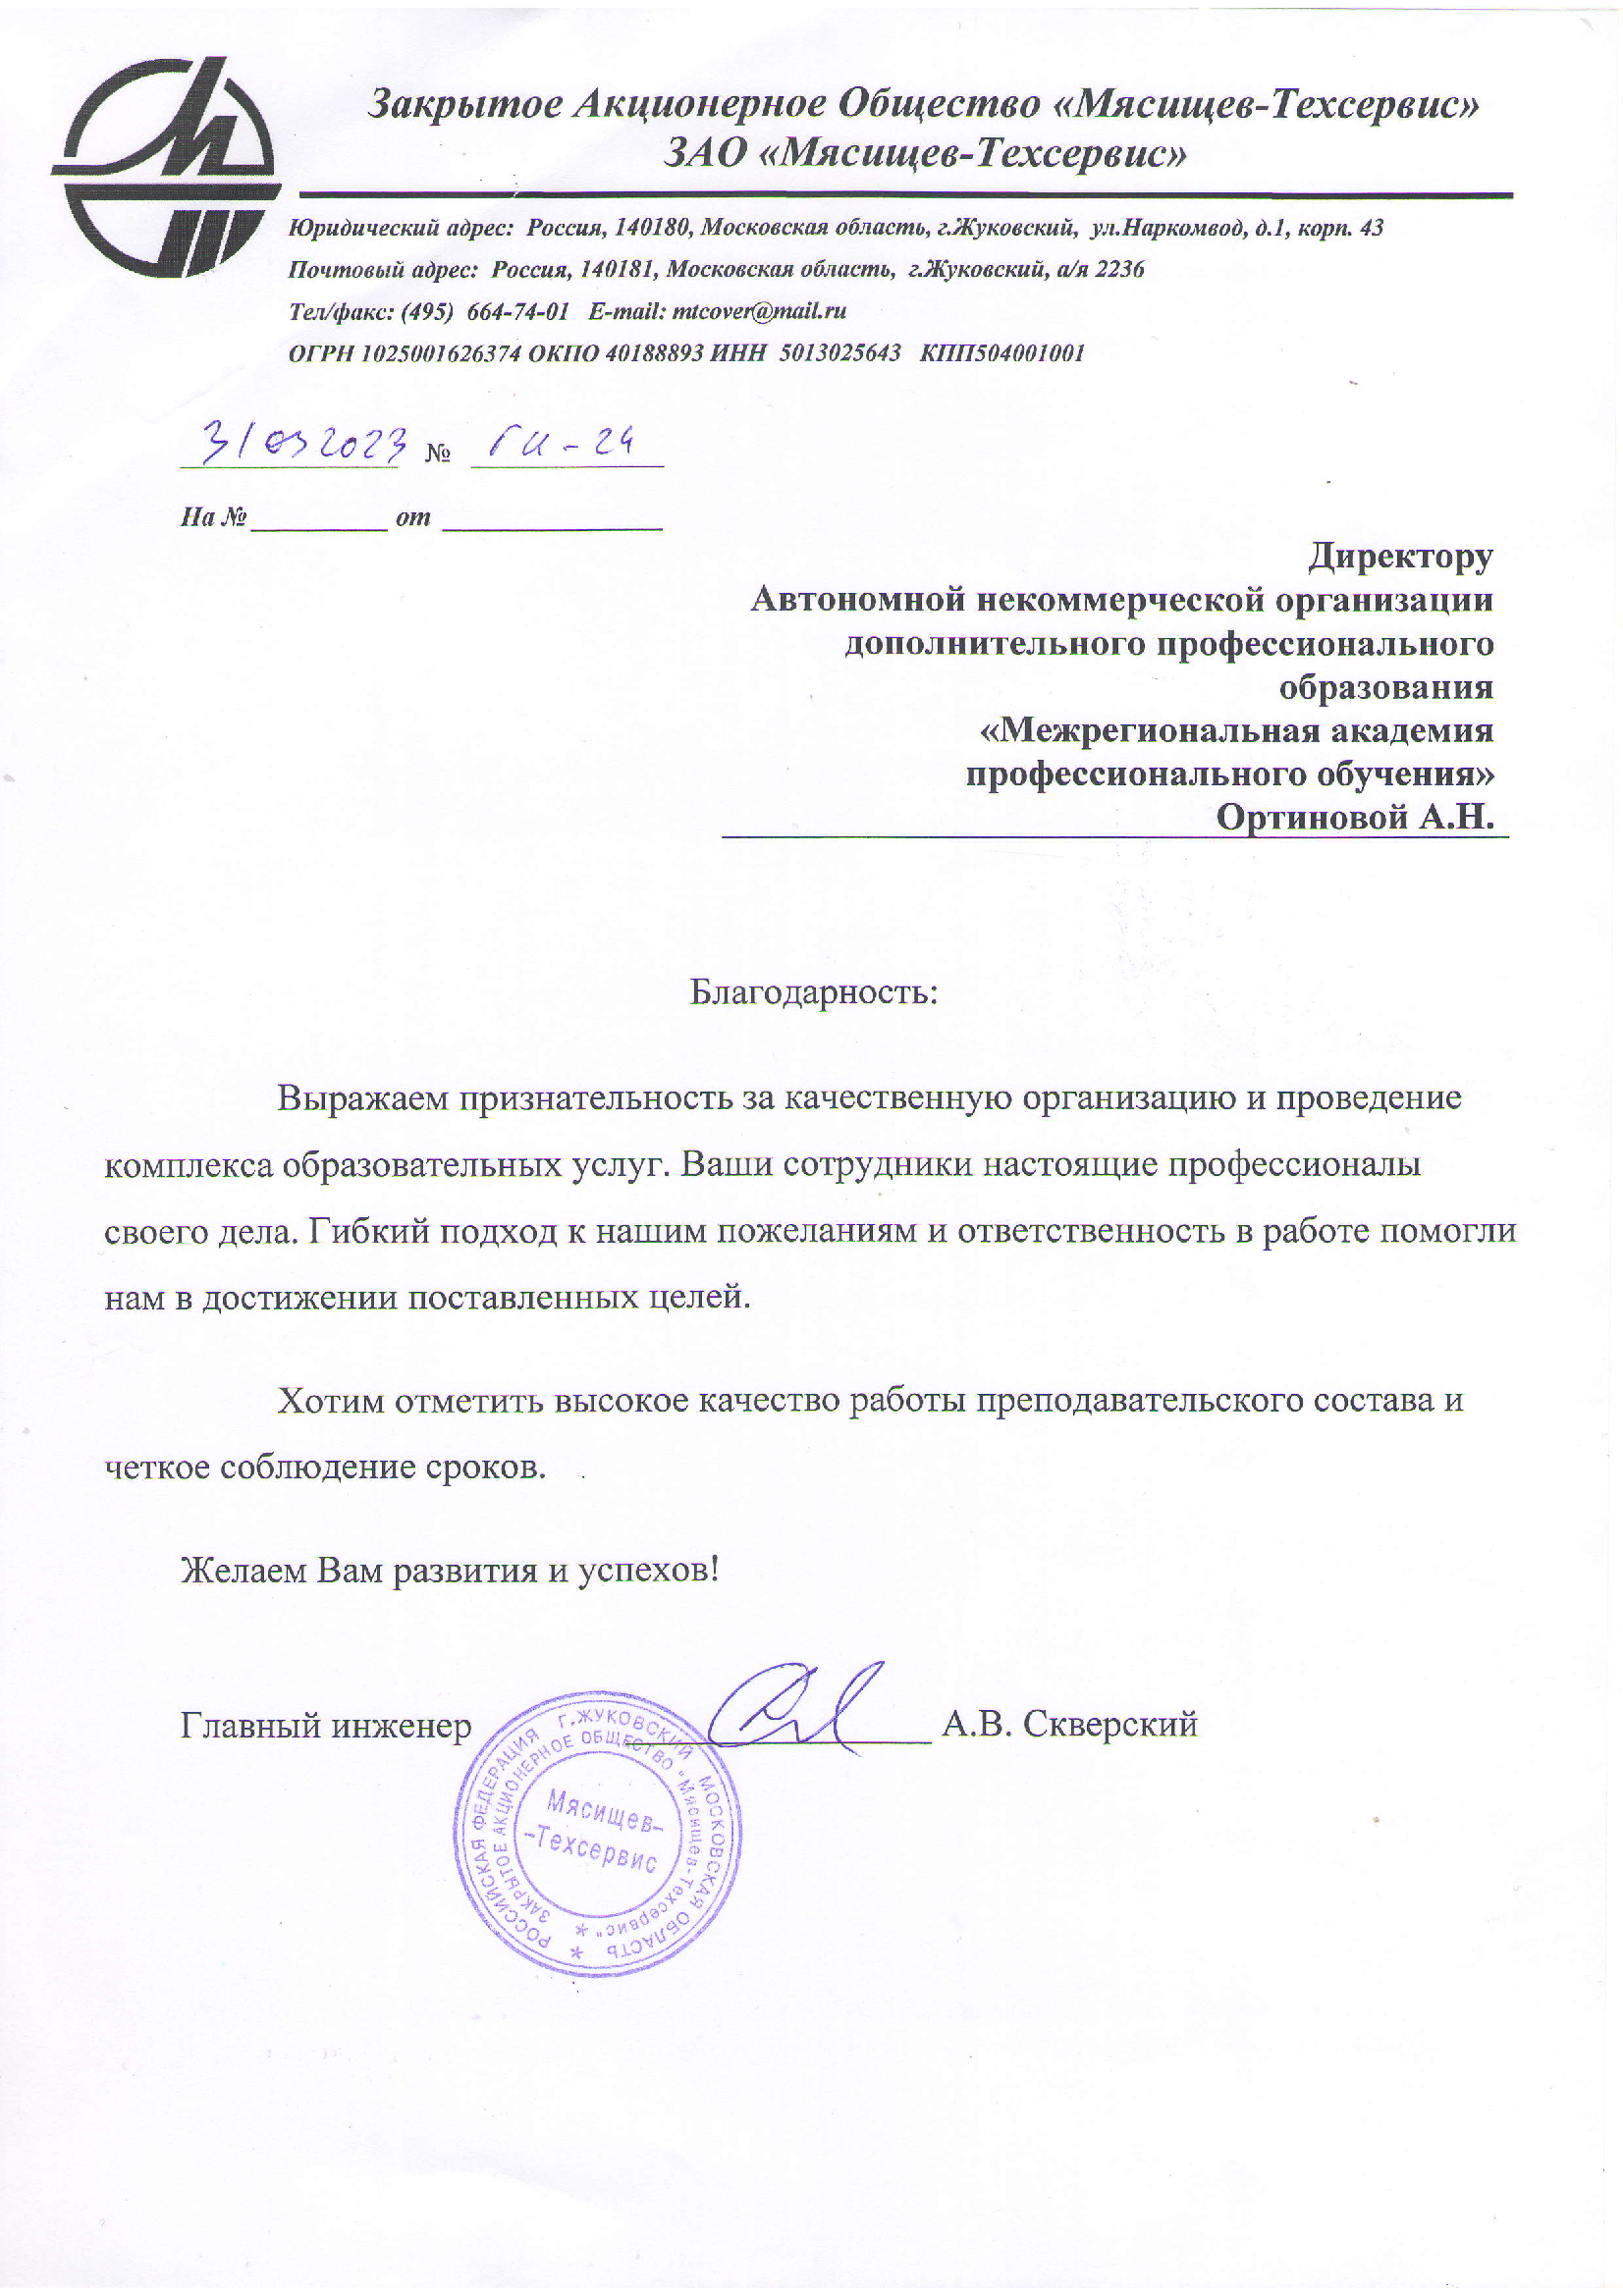 Закрытое Акционерное Общество «Мясищев-Техсервис»
ЗАО «Мясищев-Техсервис»
Юридический адрес: Россия, 140180, Московская область, г.Жуковский, ул.Наркомвод, д.1, корп. 43
Почтовый адрес: Россия, 140181, Московская область, г.Жуковский, а/я 2236
Тел/факс: (495) 664-74-01 E-mail: mtcover@mail.ru
ОГРН 1025001626374 ОКПО 40188893 ИНН 5013025643 КПП504001001
31 03 2023 № ГИ-24
На № __________ от ________________
Директору
Автономной некоммерческой организации
дополнительного профессионального
образования
«Межрегиональная академия
профессионального обучения»
Ортиновой А.Н.
Благодарность:
Выражаем признательность за качественную организацию и проведение
комплекса образовательных услуг. Ваши сотрудники настоящие профессионалы
своего дела. Гибкий подход к нашим пожеланиям и ответственность в работе помогли
нам в достижении поставленных целей.
Хотим отметить высокое качество работы преподавательского состава и
четкое соблюдение сроков.
Желаем Вам развития и успехов!
Главный инженер А.В. Скверский
РОССИЙСКАЯ ФЕДЕРАЦИЯ Г.ЖУКОВСКИЙ МОСКОВСКАЯ ОБЛАСТЬ *
ЗАКРЫТОЕ АКЦИОНЕРНОЕ ОБЩЕСТВО "Мясищев-Техсервис" *
Мясищев-
-Техсервис